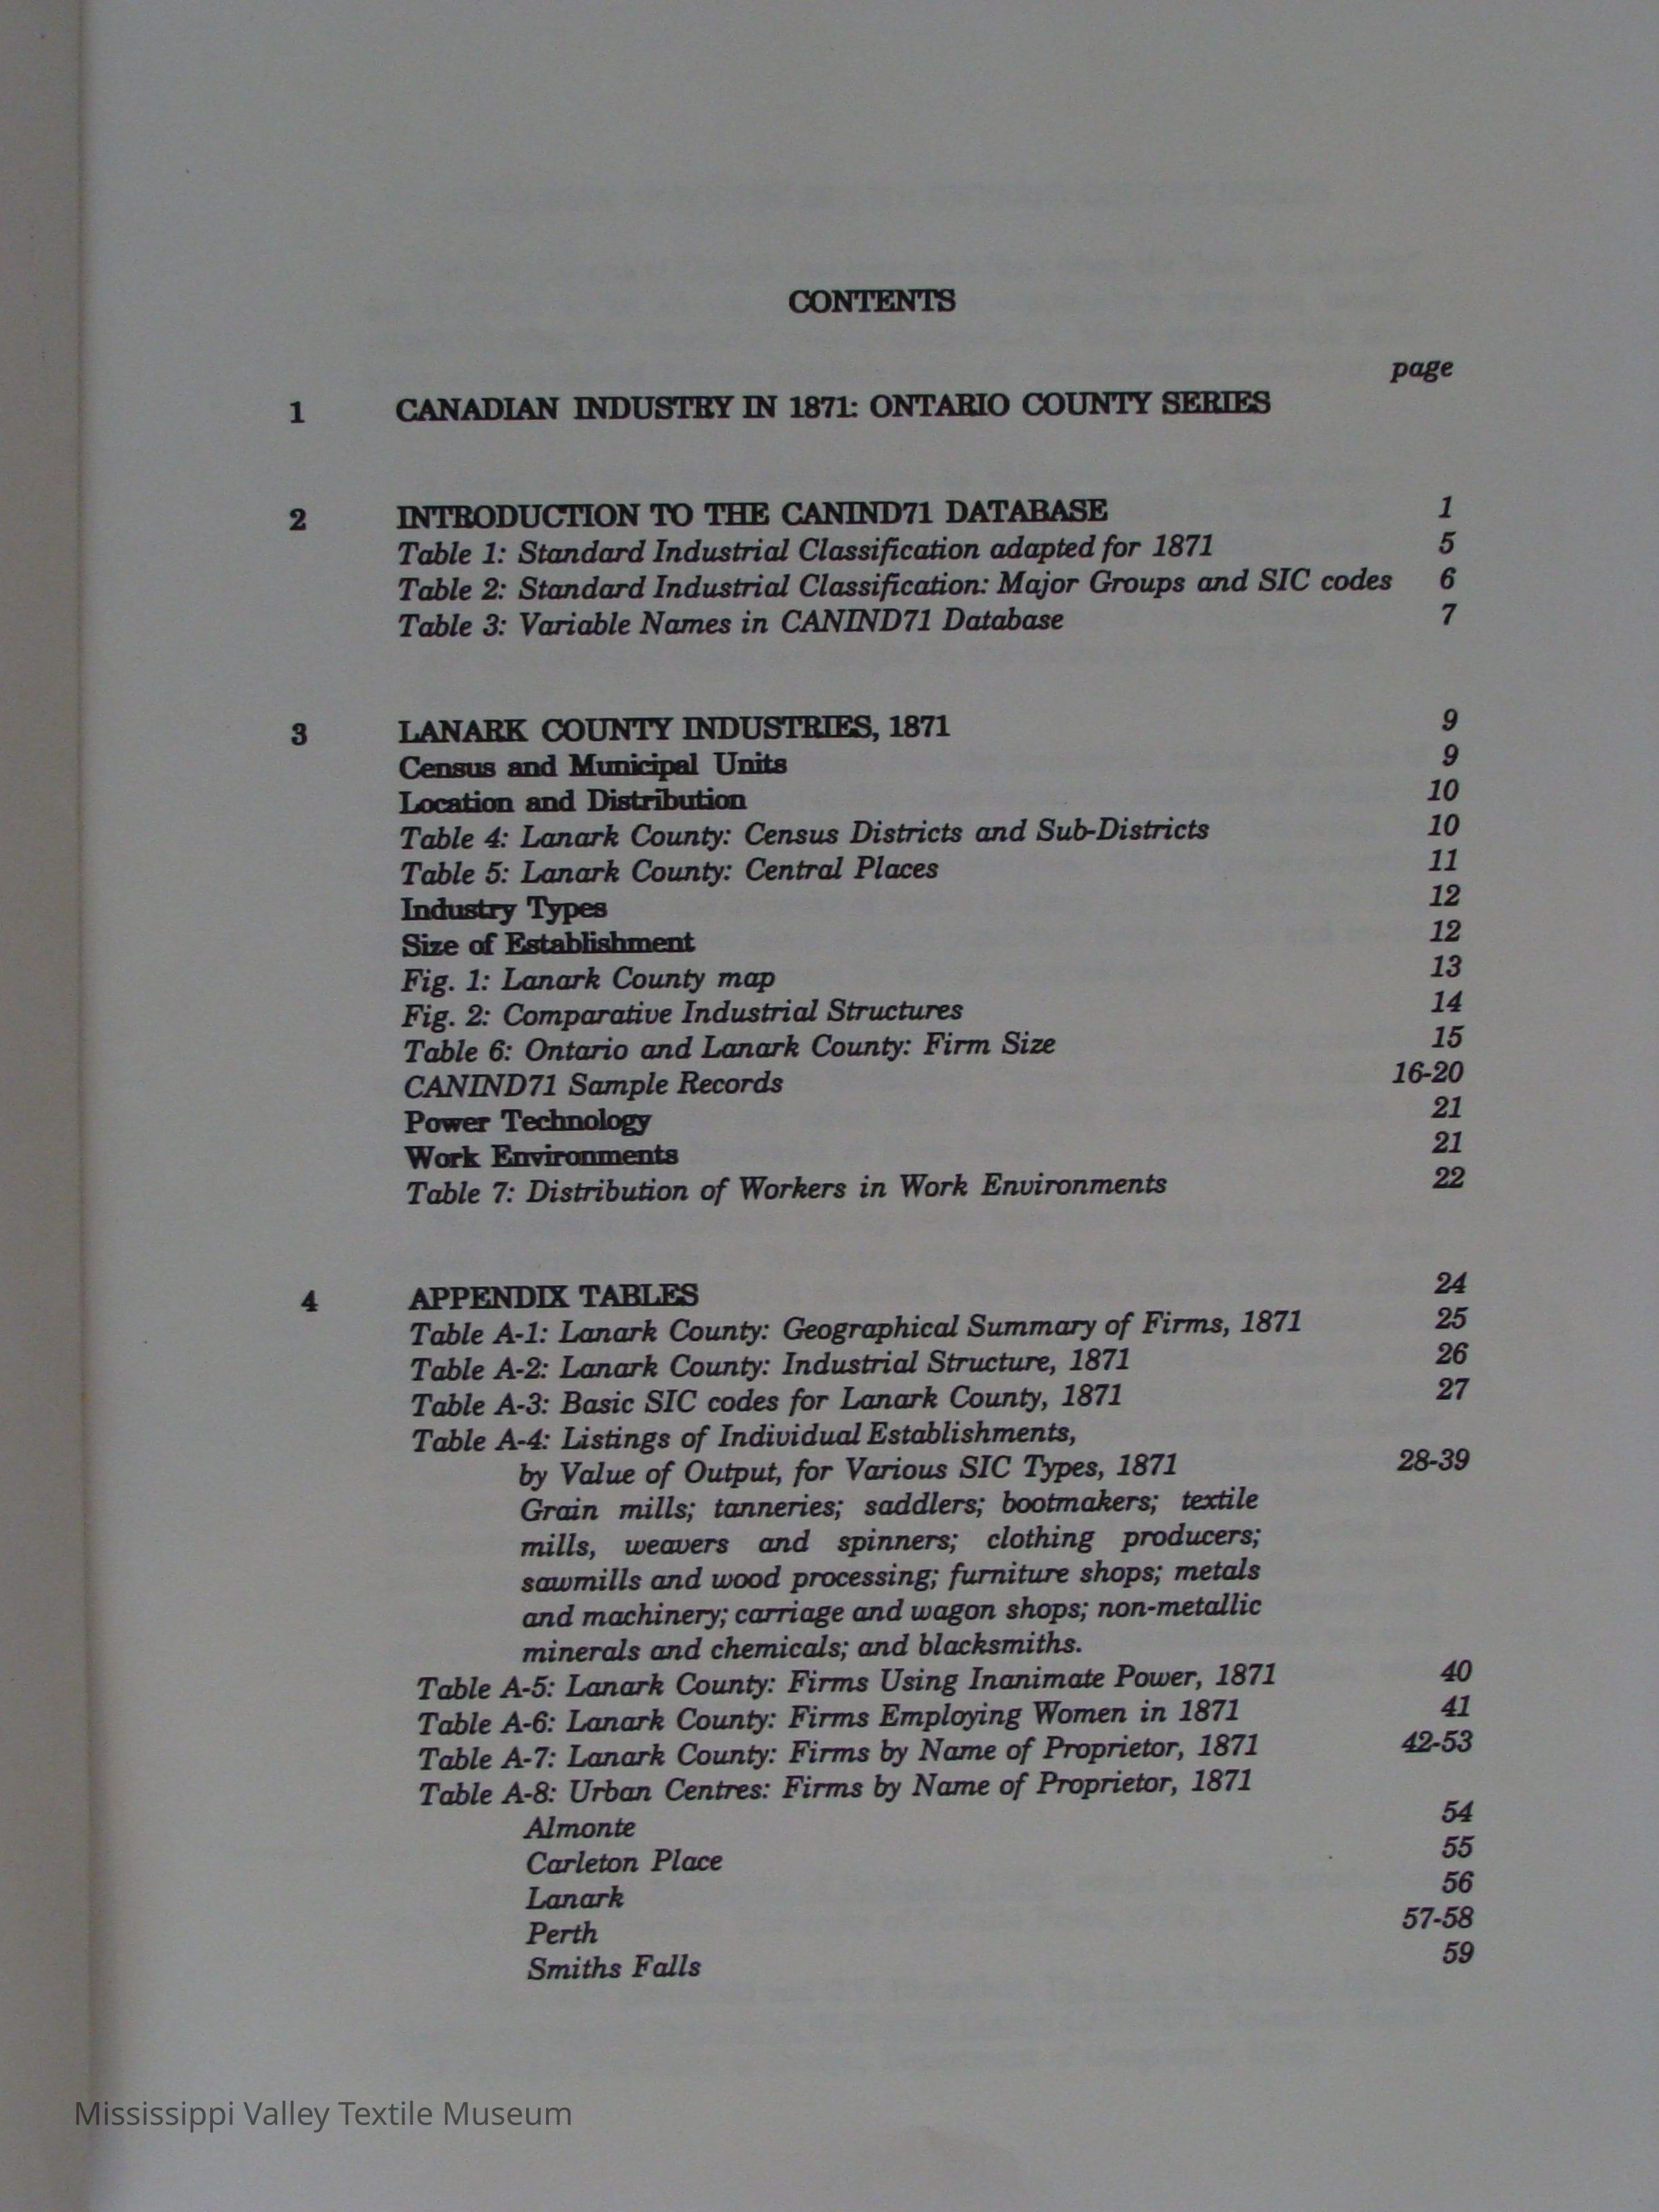 CONTENTS
page
1 CANADIAN INDUSTRY IN 1871: ONTARIO COUNTY SERIES
2 INTRODUCTION TO THE CANIND71 DATABASE 1
Table 1: Standard Industrial Classification adapted for 1871 5
Table 2: Standard Industrial Classification: Major Groups and SIC codes 6
Table 3: Variable Names in CANIND71 Database 7
3 LANARK COUNTY INDUSTRIES, 1871 9
Census and Municipal Units 9
Location and Distribution 10
Table 4: Lanark County: Census Districts and Sub-Districts 10
Table 5: Lanark County: Central Places 11
Industry Types 12
Size of Establishment 12
Fig. 1: Lanark County map 13
Fig. 2: Comparative Industrial Structures 14
Table 6: Ontario and Lanark County: Firm Size 15
CANIND71 Sample Records 16-20
Power Technology 21
Work Environments 21
Table 7: Distribution of Workers in Work Environments 22
4 APPENDIX TABLES 24
Table A-1: Lanark County: Geographical Summary of Firms, 1871 25
Table A-2: Lanark County: Industrial Structure, 1871 26
Table A-3: Basic SIC codes for Lanark County, 1871 27
Table A-4: Listings of Individual Establishments,
by Value of Output, for Various SIC Types, 1871 28-39
Grain mills; tanneries; saddlers; bootmakers; textile
mills, weavers and spinners; clothing producers;
sawmills and wood processing; furniture shops; metals
and machinery; carriage and wagon shops; non-metallic
minerals and chemicals; and blacksmiths.
Table A-5: Lanark County: Firms Using Inanimate Power, 1871 40
Table A-6: Lanark County: Firms Employing Women in 1871 41
Table A-7: Lanark County: Firms by Name of Proprietor, 1871 42-53
Table A-8: Urban Centres: Firms by Name of Proprietor, 1871
Almonte 54
Carleton Place 55
Lanark 56
Perth 57-58
Smiths Falls 59
Mississippi Valley Textile Museum